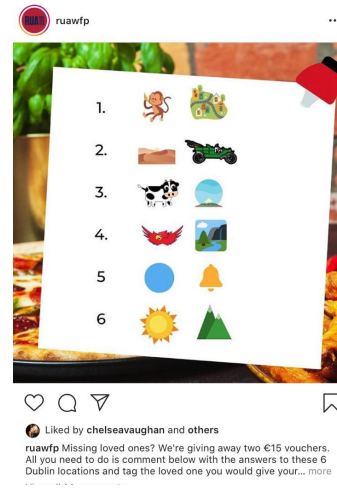 RUA
ruawfp
1.
2.
3.
4.
5
6
Liked by chelseavaughan and others
ruawfp Missing loved ones? We're giving away two €15 vouchers.
All you need to do is comment below with the answers to these 6
Dublin locations and tag the loved one you would give your... more